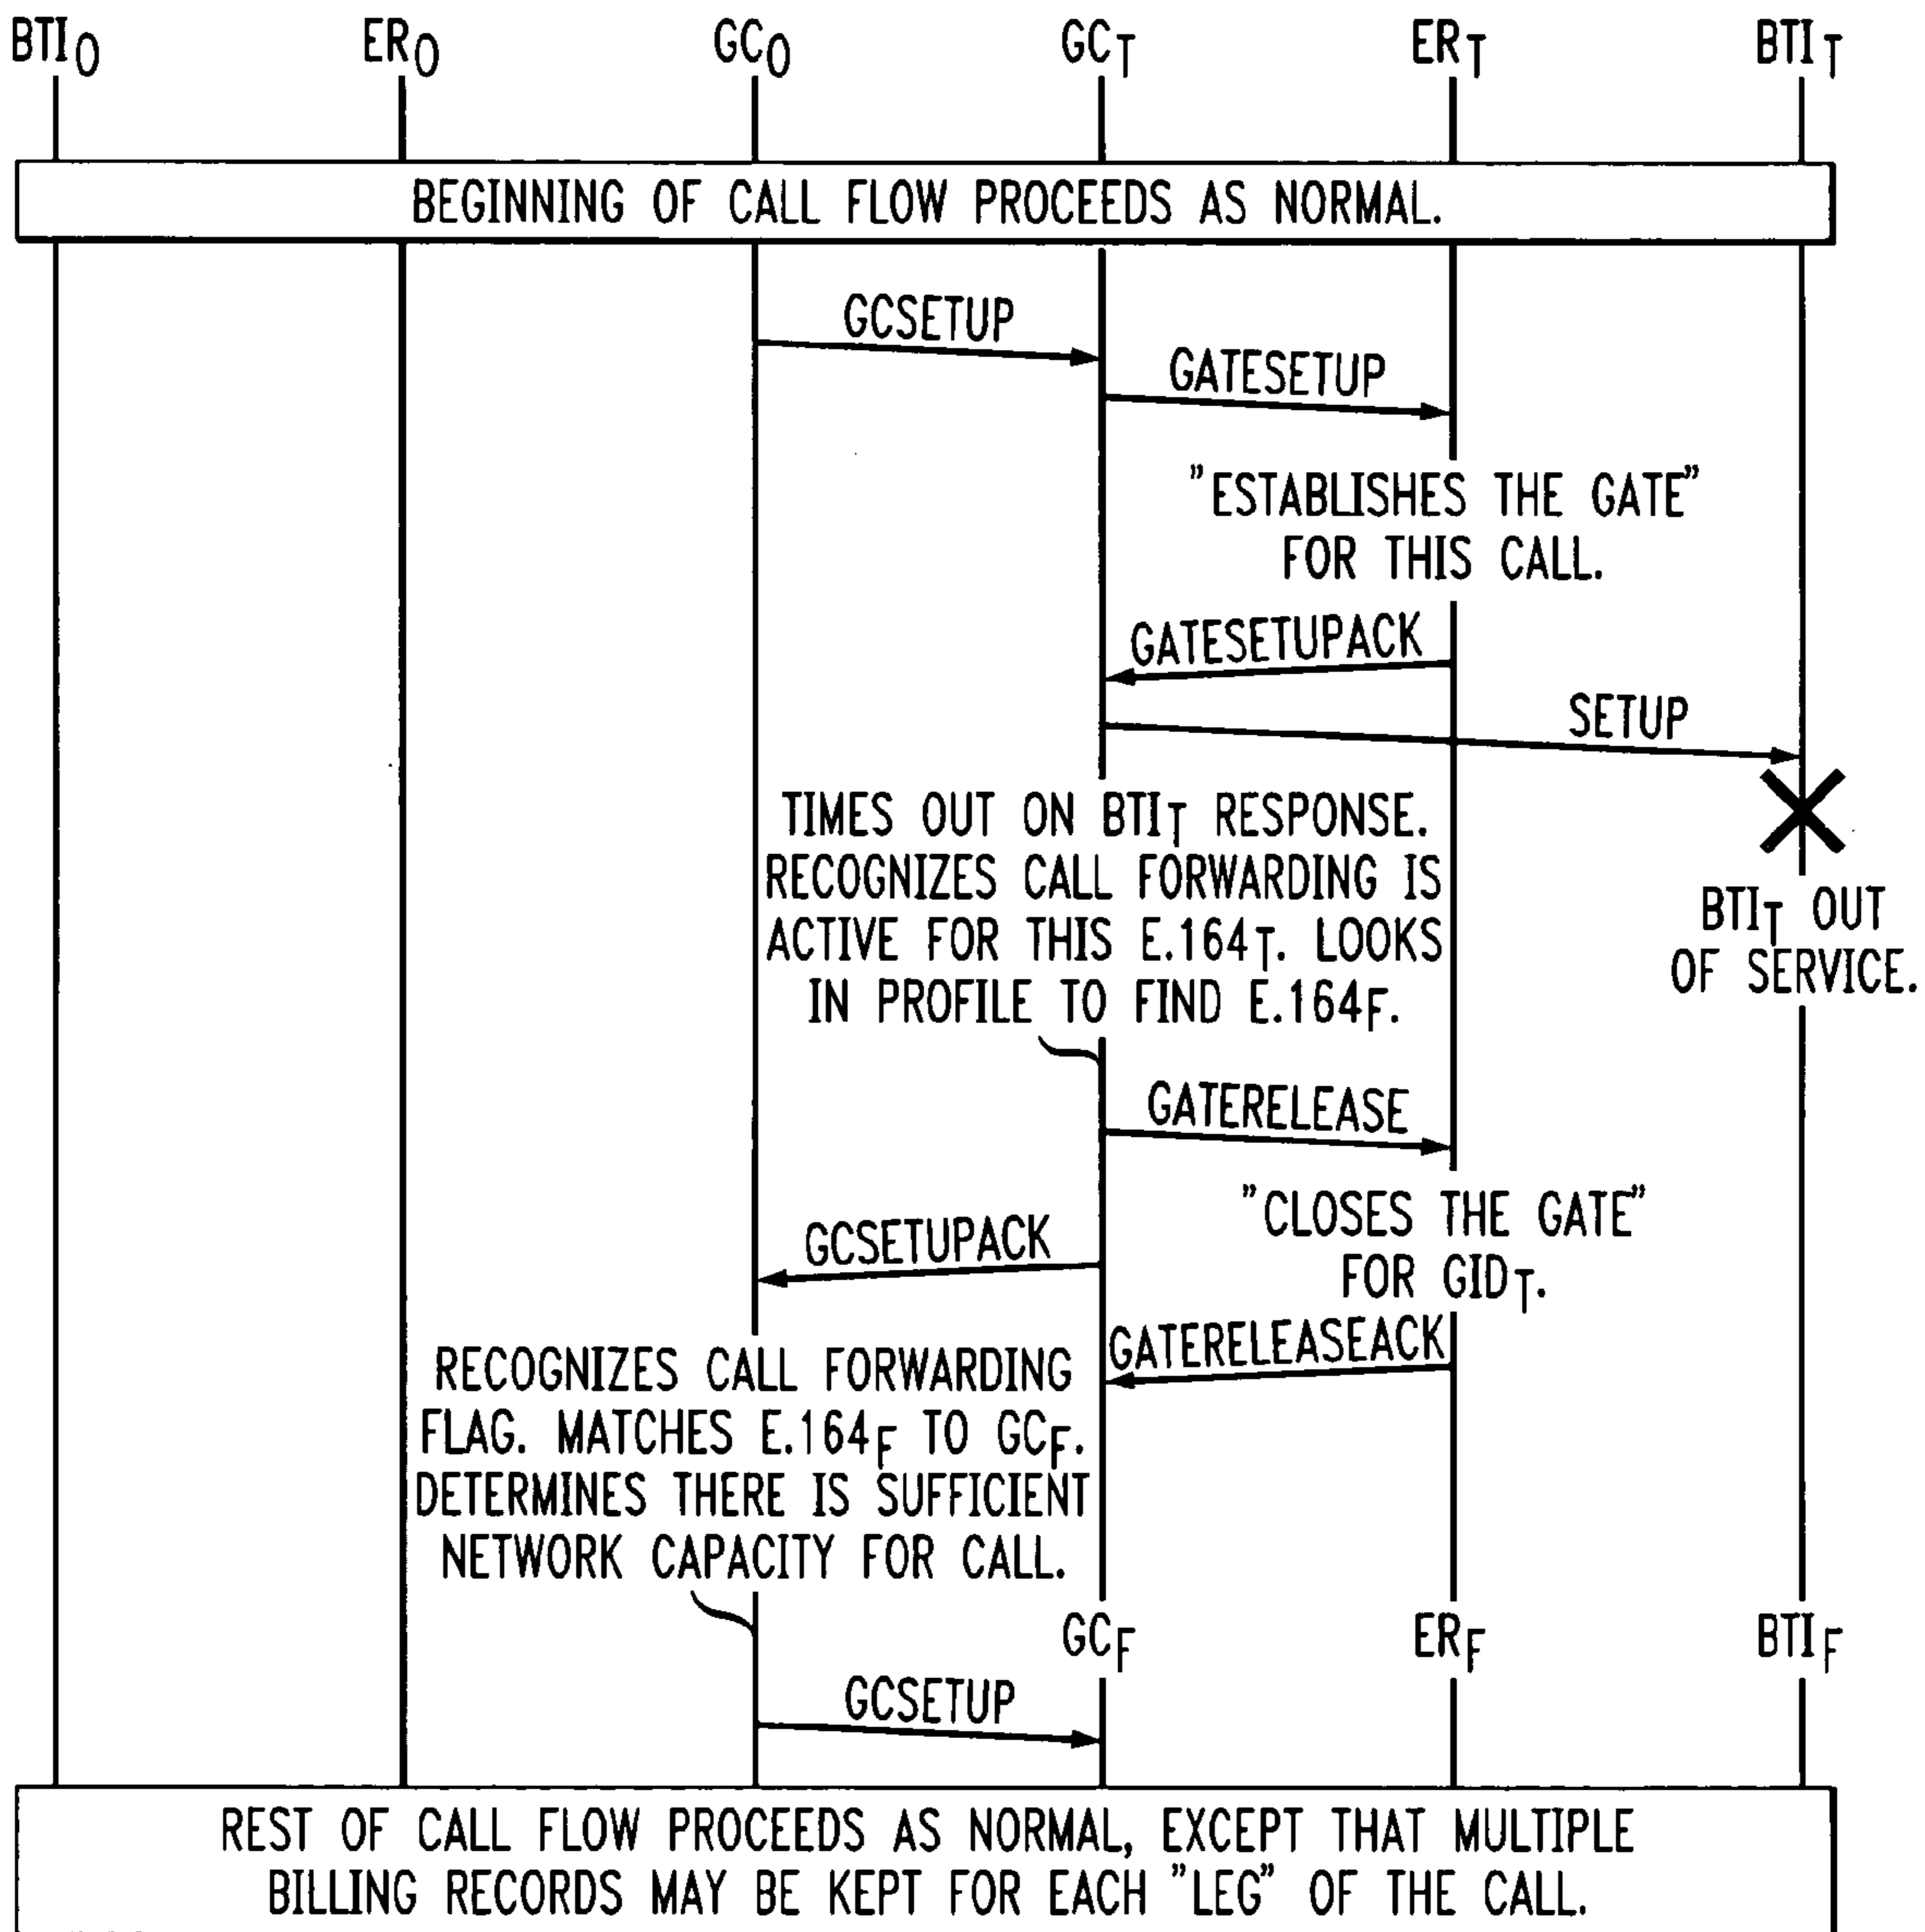 BTIO ERO GCO GCT ERT BTIT
BEGINNING OF CALL FLOW PROCEEDS AS NORMAL.
GCSETUP
GATESETUP
"ESTABLISHES THE GATE"
FOR THIS CALL.
GATESETUPACK
SETUP
TIMES OUT ON BTIT RESPONSE.
RECOGNIZES CALL FORWARDING IS
ACTIVE FOR THIS E.164T. LOOKS
IN PROFILE TO FIND E.164F.
BTIT OUT
OF SERVICE.
GATERELEASE
"CLOSES THE GATE"
FOR GIDT.
GCSETUPACK
GATERELEASEACK
RECOGNIZES CALL FORWARDING
FLAG. MATCHES E.164F TO GCF.
DETERMINES THERE IS SUFFICIENT
NETWORK CAPACITY FOR CALL.
GCF ERF BTIF
GCSETUP
REST OF CALL FLOW PROCEEDS AS NORMAL, EXCEPT THAT MULTIPLE
BILLING RECORDS MAY BE KEPT FOR EACH "LEG" OF THE CALL.